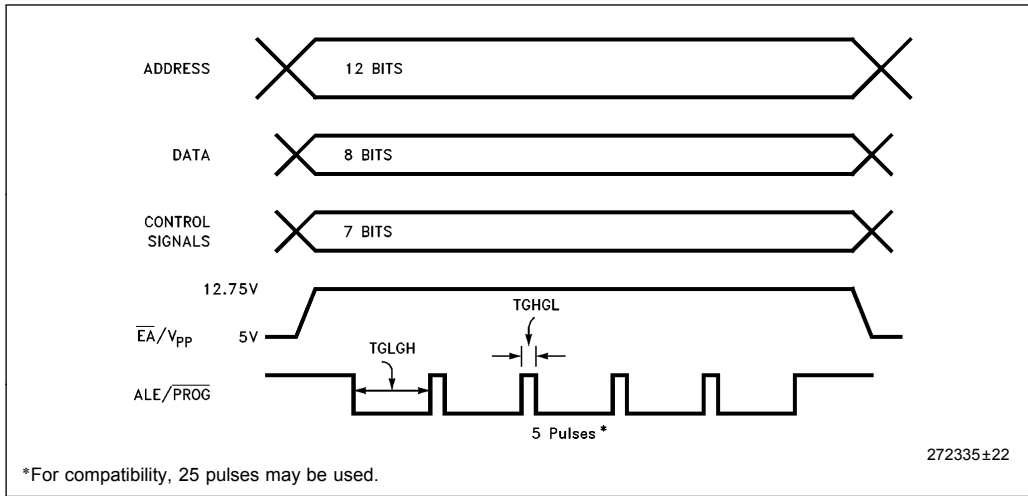 ADDRESS
12 BITS
DATA
8 BITS
CONTROL
SIGNALS
7 BITS
12.75V
EA/VPP
5V
TGHGL
TGLGH
ALE/PROG
5 Pulses*
272335±22
*For compatibility, 25 pulses may be used.